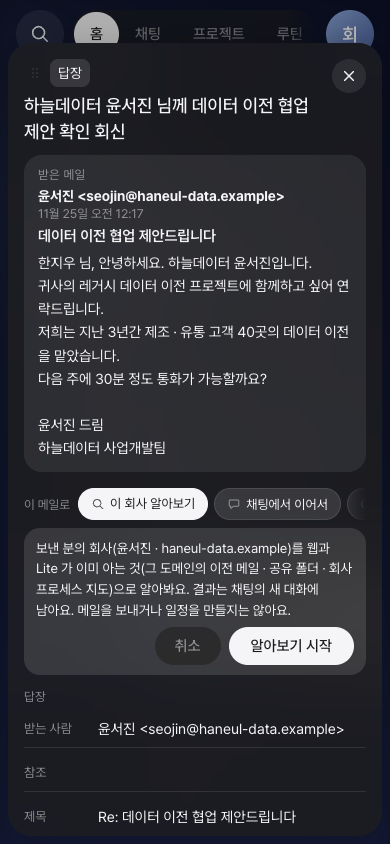 홈
채팅
프로젝트
루틴
회
답장
하늘데이터 윤서진 님께 데이터 이전 협업
제안 확인 회신
받은 메일
윤서진 <seojin@haneul-data.example>
11월 25일 오전 12:17
데이터 이전 협업 제안드립니다
한지우 님, 안녕하세요. 하늘데이터 윤서진입니다.
귀사의 레거시 데이터 이전 프로젝트에 함께하고 싶어 연
락드립니다.
저희는 지난 3년간 제조 · 유통 고객 40곳의 데이터 이전
을 맡았습니다.
다음 주에 30분 정도 통화가 가능할까요?
윤서진 드림
하늘데이터 사업개발팀
이 메일로
이 회사 알아보기
채팅에서 이어서
보낸 분의 회사(윤서진 · haneul-data.example)를 웹과
Lite 가 이미 아는 것(그 도메인의 이전 메일 · 공유 폴더 · 회사
프로세스 지도)으로 알아봐요. 결과는 채팅의 새 대화에
남아요. 메일을 보내거나 일정을 만들지는 않아요.
취소
알아보기 시작
답장
받는 사람
윤서진 <seojin@haneul-data.example>
참조
제목
Re: 데이터 이전 협업 제안드립니다